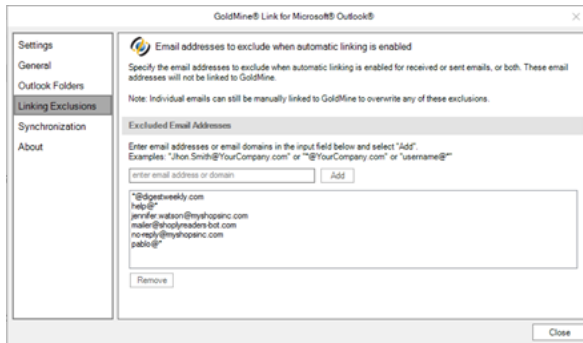 GoldMine® Link for Microsoft® Outlook®
Settings
General
Outlook Folders
Linking Exclusions
Synchronization
About
Email addresses to exclude when automatic linking is enabled
Specify the email addresses to exclude when automatic linking is enabled for received or sent emails, or both. These email
addresses will not be linked to GoldMine.
Note: Individual emails can still be manually linked to GoldMine to overwrite any of these exclusions.
Excluded Email Addresses
Enter email addresses or email domains in the input field below and select "Add".
Examples: "Jhon.Smith@YourCompany.com" or "*@YourCompany.com" or "username@*"
enter email address or domain
Add
*@digestweekly.com
help@*
jennifer.watson@myshopsinc.com
mailer@shoplyreaders-bot.com
no-reply@myshopsinc.com
pablo@*
Remove
Close